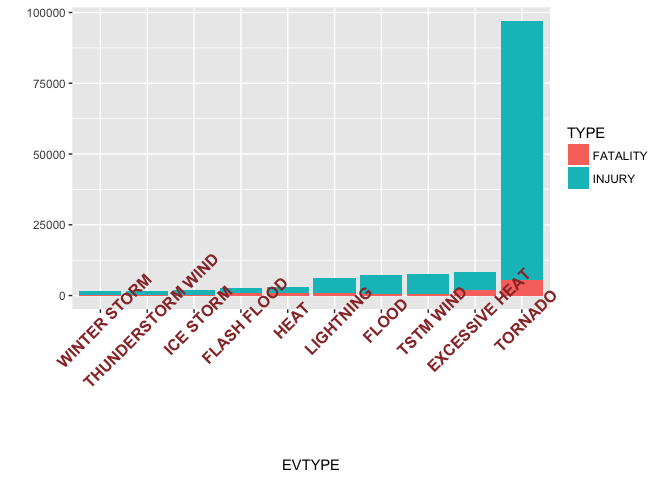 100000
75000
50000
25000
0
WINTER STORM
THUNDERSTORM WIND
ICE STORM
FLASH FLOOD
HEAT
LIGHTNING
FLOOD
TSTM WIND
EXCESSIVE HEAT
TORNADO
EVTYPE
TYPE
FATALITY
INJURY